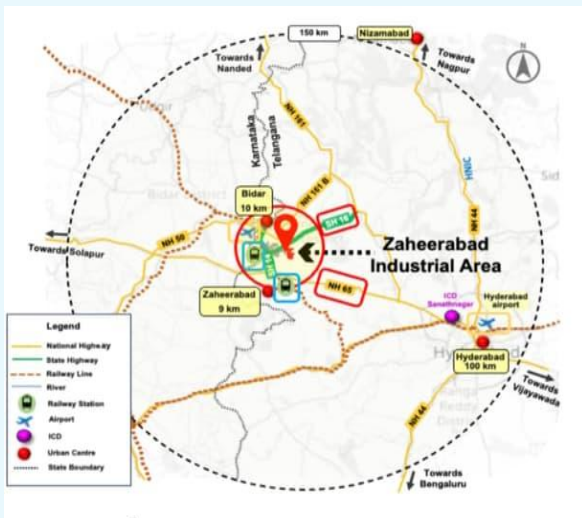 150 km
Nizamabad
Towards
Nanded
Towards
Nagpur
N
NH 161
Karnataka
Telangana
HNIC
NH 44
Bidar
10 km
NH 161 B
SH 16
Zaheerabad
Industrial Area
NH 50
Towards Solapur
SH 14
NH 65
Zaheerabad
9 km
ICD
Sanathnagar
Hyderabad
airport
Hyderabad
100 km
Towards
Vijayawada
NH 44
Towards
Bengaluru
Legend
National Highway
State Highway
Railway Line
River
Railway Station
Airport
ICD
Urban Centre
State Boundary